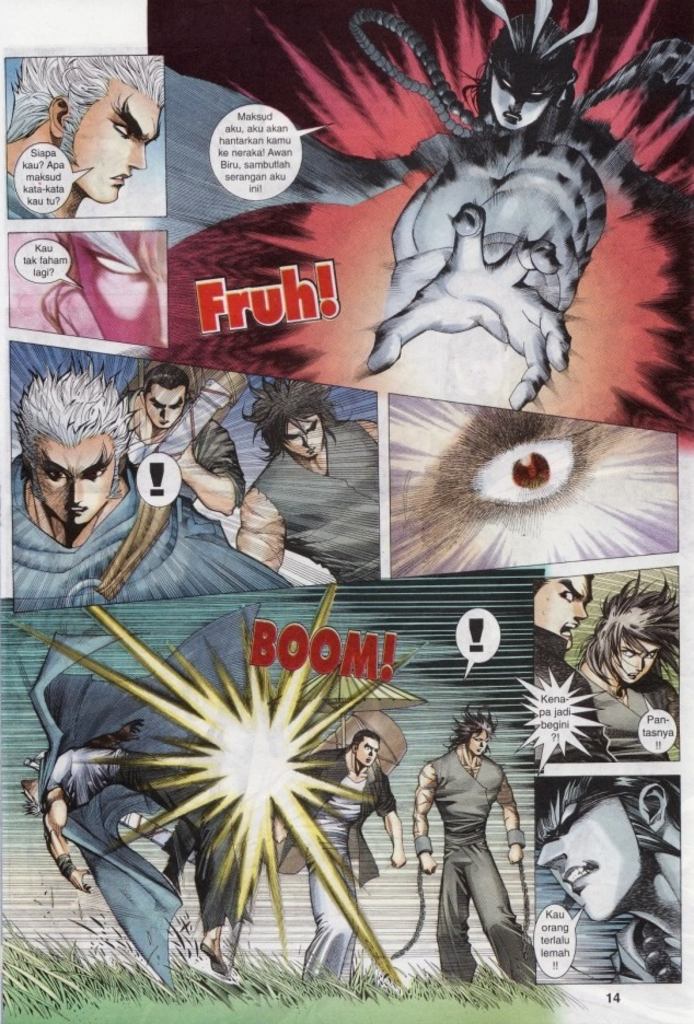 Siapa
kau? Apa
maksud
kata-kata
kau tu?
Maksud
aku, aku akan
hantarkan kamu
ke neraka! Awan
Biru, sambutlah
serangan aku
ini!
Kau
tak faham
lagi?
Fruh!
!
BOOM!
!
Kena-
pa jadi
begini
?!
Pan-
tasnya
!!
Kau
orang
terlalu
lemah
!!
14